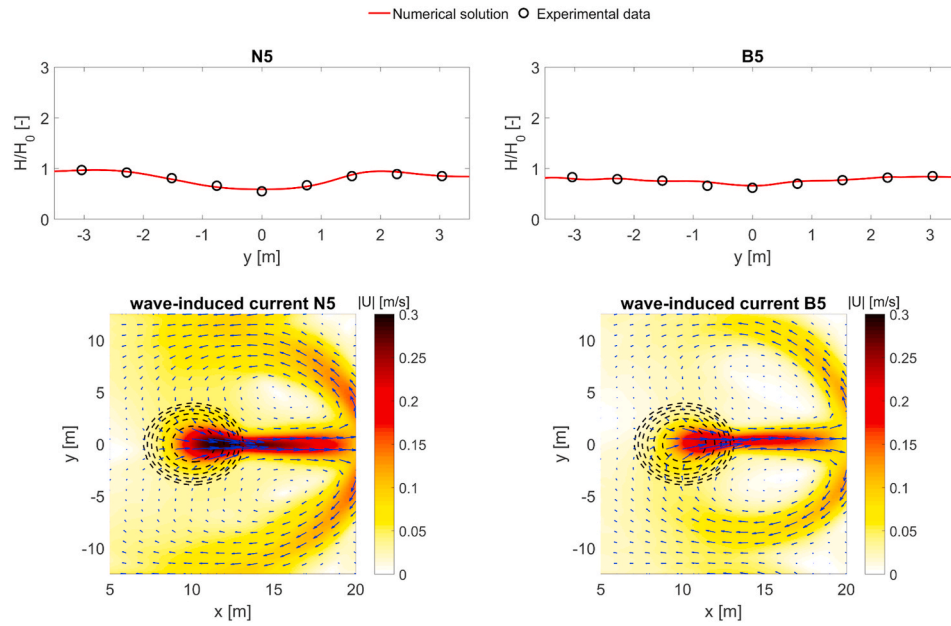 Numerical solution Experimental data
N5
3
2
1
0
H/H0 [-]
-3 -2 -1 0 1 2 3
y [m]
B5
3
2
1
0
H/H0 [-]
-3 -2 -1 0 1 2 3
y [m]
wave-induced current N5
|U| [m/s]
10
5
0
-5
-10
y [m]
5 10 15 20
x [m]
0.3
0.25
0.2
0.15
0.1
0.05
0
wave-induced current B5
|U| [m/s]
10
5
0
-5
-10
y [m]
5 10 15 20
x [m]
0.3
0.25
0.2
0.15
0.1
0.05
0